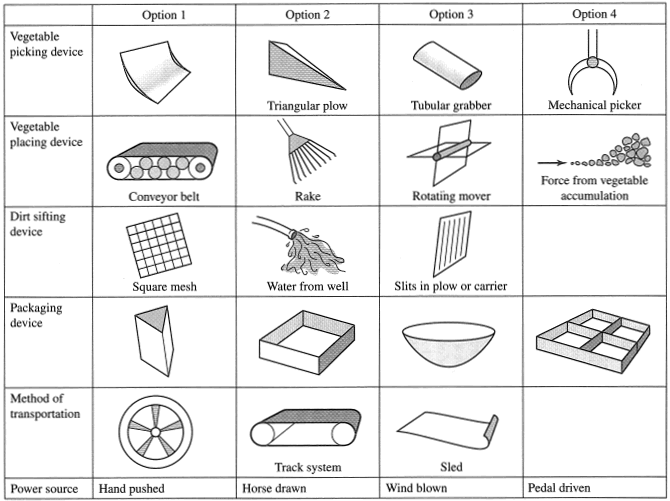 Option 1
Option 2
Option 3
Option 4
Vegetable
picking device
Triangular plow
Tubular grabber
Mechanical picker
Vegetable
placing device
Conveyor belt
Rake
Rotating mover
Force from vegetable
accumulation
Dirt sifting
device
Square mesh
Water from well
Slits in plow or carrier
Packaging
device
Method of
transportation
Track system
Sled
Power source
Hand pushed
Horse drawn
Wind blown
Pedal driven